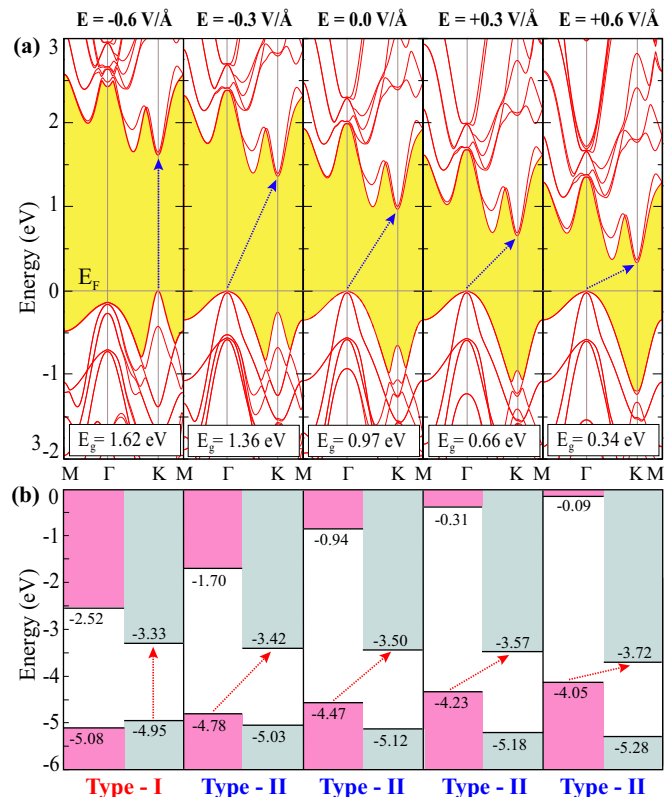 E = -0.6 V/Å E = -0.3 V/Å E = 0.0 V/Å E = +0.3 V/Å E = +0.6 V/Å
(a)
3
2
1
0
-1
3-2
Energy (eV)
E_F
E_g = 1.62 eV E_g = 1.36 eV E_g = 0.97 eV E_g = 0.66 eV E_g = 0.34 eV
M Γ K M Γ K M Γ K M Γ K M Γ K M
(b)
0
-1
-2
-3
-4
-5
-6
Energy (eV)
-2.52 -3.33 -1.70 -3.42 -0.94 -3.50 -0.31 -3.57 -0.09 -3.72
-5.08 -4.95 -4.78 -5.03 -4.47 -5.12 -4.23 -5.18 -4.05 -5.28
Type - I Type - II Type - II Type - II Type - II